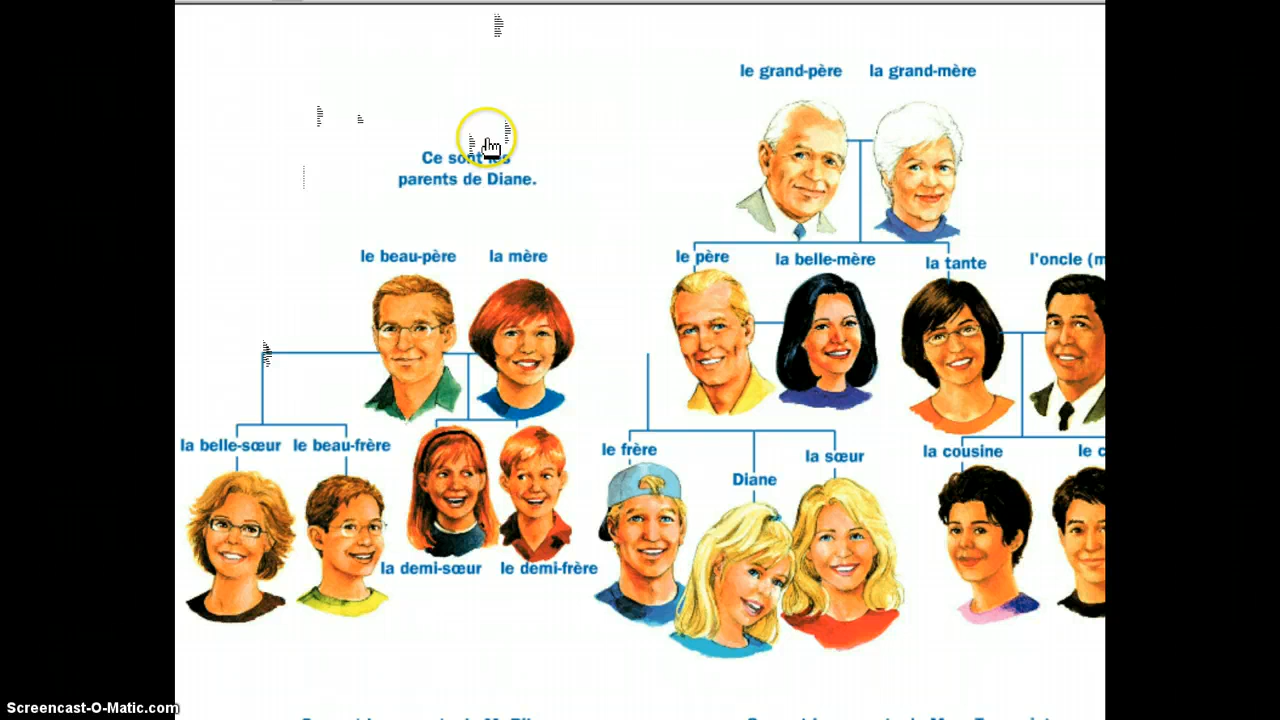 le grand-père la grand-mère
Ce sont les
parents de Diane.
le beau-père la mère
le père la belle-mère la tante l'oncle (m
la belle-sœur le beau-frère
le frère
Diane
la sœur
la cousine le c
la demi-sœur le demi-frère
Screencast-O-Matic.com